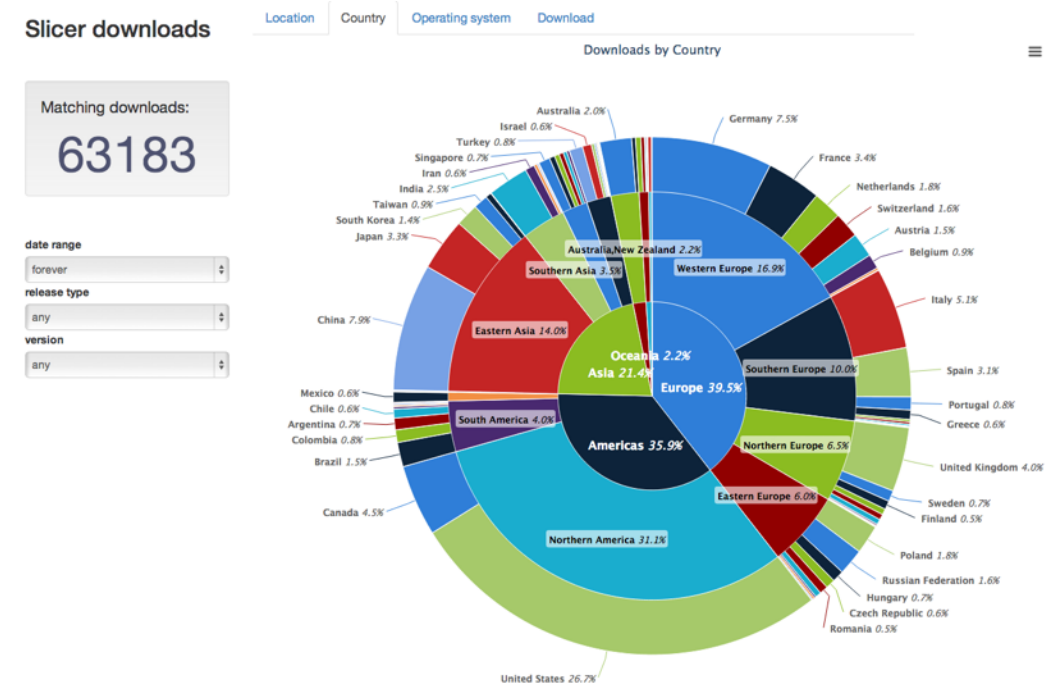 Slicer downloads
Location
Country
Operating system
Download
Downloads by Country
Matching downloads:
63183
date range
forever
release type
any
version
any
Australia 2.0%
Israel 0.6%
Turkey 0.8%
Singapore 0.7%
Iran 0.6%
India 2.5%
Taiwan 0.9%
South Korea 1.4%
Japan 3.3%
China 7.9%
Mexico 0.6%
Chile 0.6%
Argentina 0.7%
Colombia 0.8%
Brazil 1.5%
Canada 4.5%
United States 26.7%
Germany 7.5%
France 3.4%
Netherlands 1.8%
Switzerland 1.6%
Austria 1.5%
Belgium 0.9%
Italy 5.1%
Spain 3.1%
Portugal 0.8%
Greece 0.6%
United Kingdom 4.0%
Sweden 0.7%
Finland 0.5%
Poland 1.8%
Russian Federation 1.6%
Hungary 0.7%
Czech Republic 0.6%
Romania 0.5%
Australia,New Zealand 2.2%
Southern Asia 3.5%
Western Europe 16.9%
Eastern Asia 14.0%
Southern Europe 10.0%
South America 4.0%
Northern Europe 6.5%
Eastern Europe 6.0%
Northern America 31.1%
Oceania 2.2%
Asia 21.4%
Europe 39.5%
Americas 35.9%